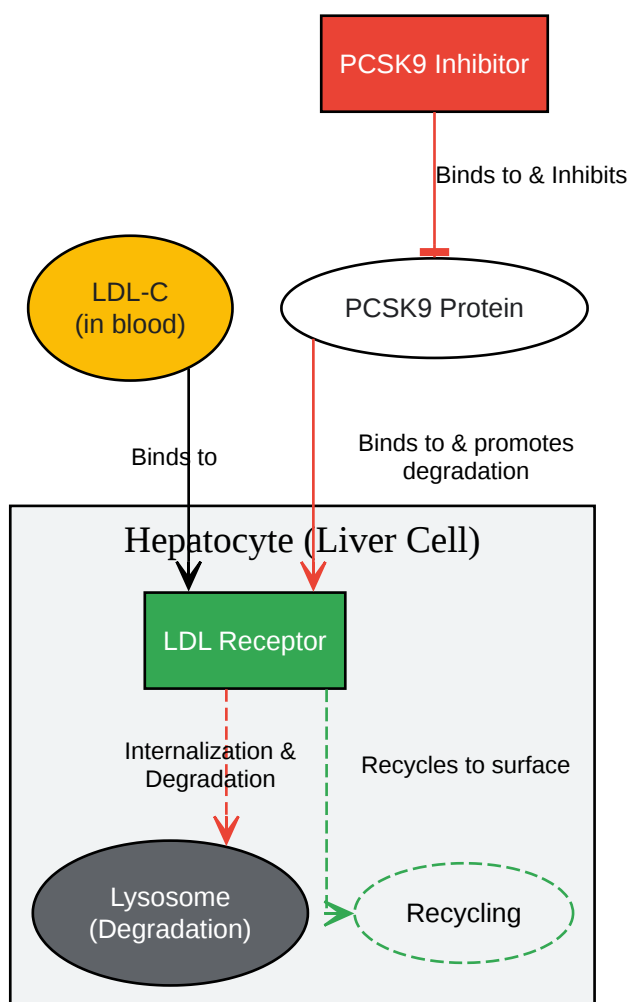 PCSK9 Inhibitor
Binds to & Inhibits
LDL-C
(in blood)
PCSK9 Protein
Binds to
Binds to & promotes
degradation
Hepatocyte (Liver Cell)
LDL Receptor
Internalization &
Degradation
Recycles to surface
Lysosome
(Degradation)
Recycling